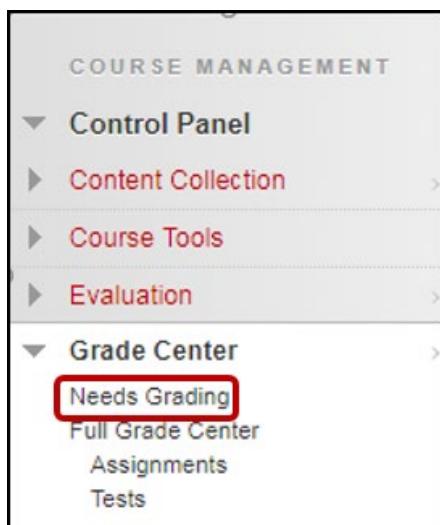 COURSE MANAGEMENT
Control Panel
Content Collection
Course Tools
Evaluation
Grade Center
Needs Grading
Full Grade Center
Assignments
Tests